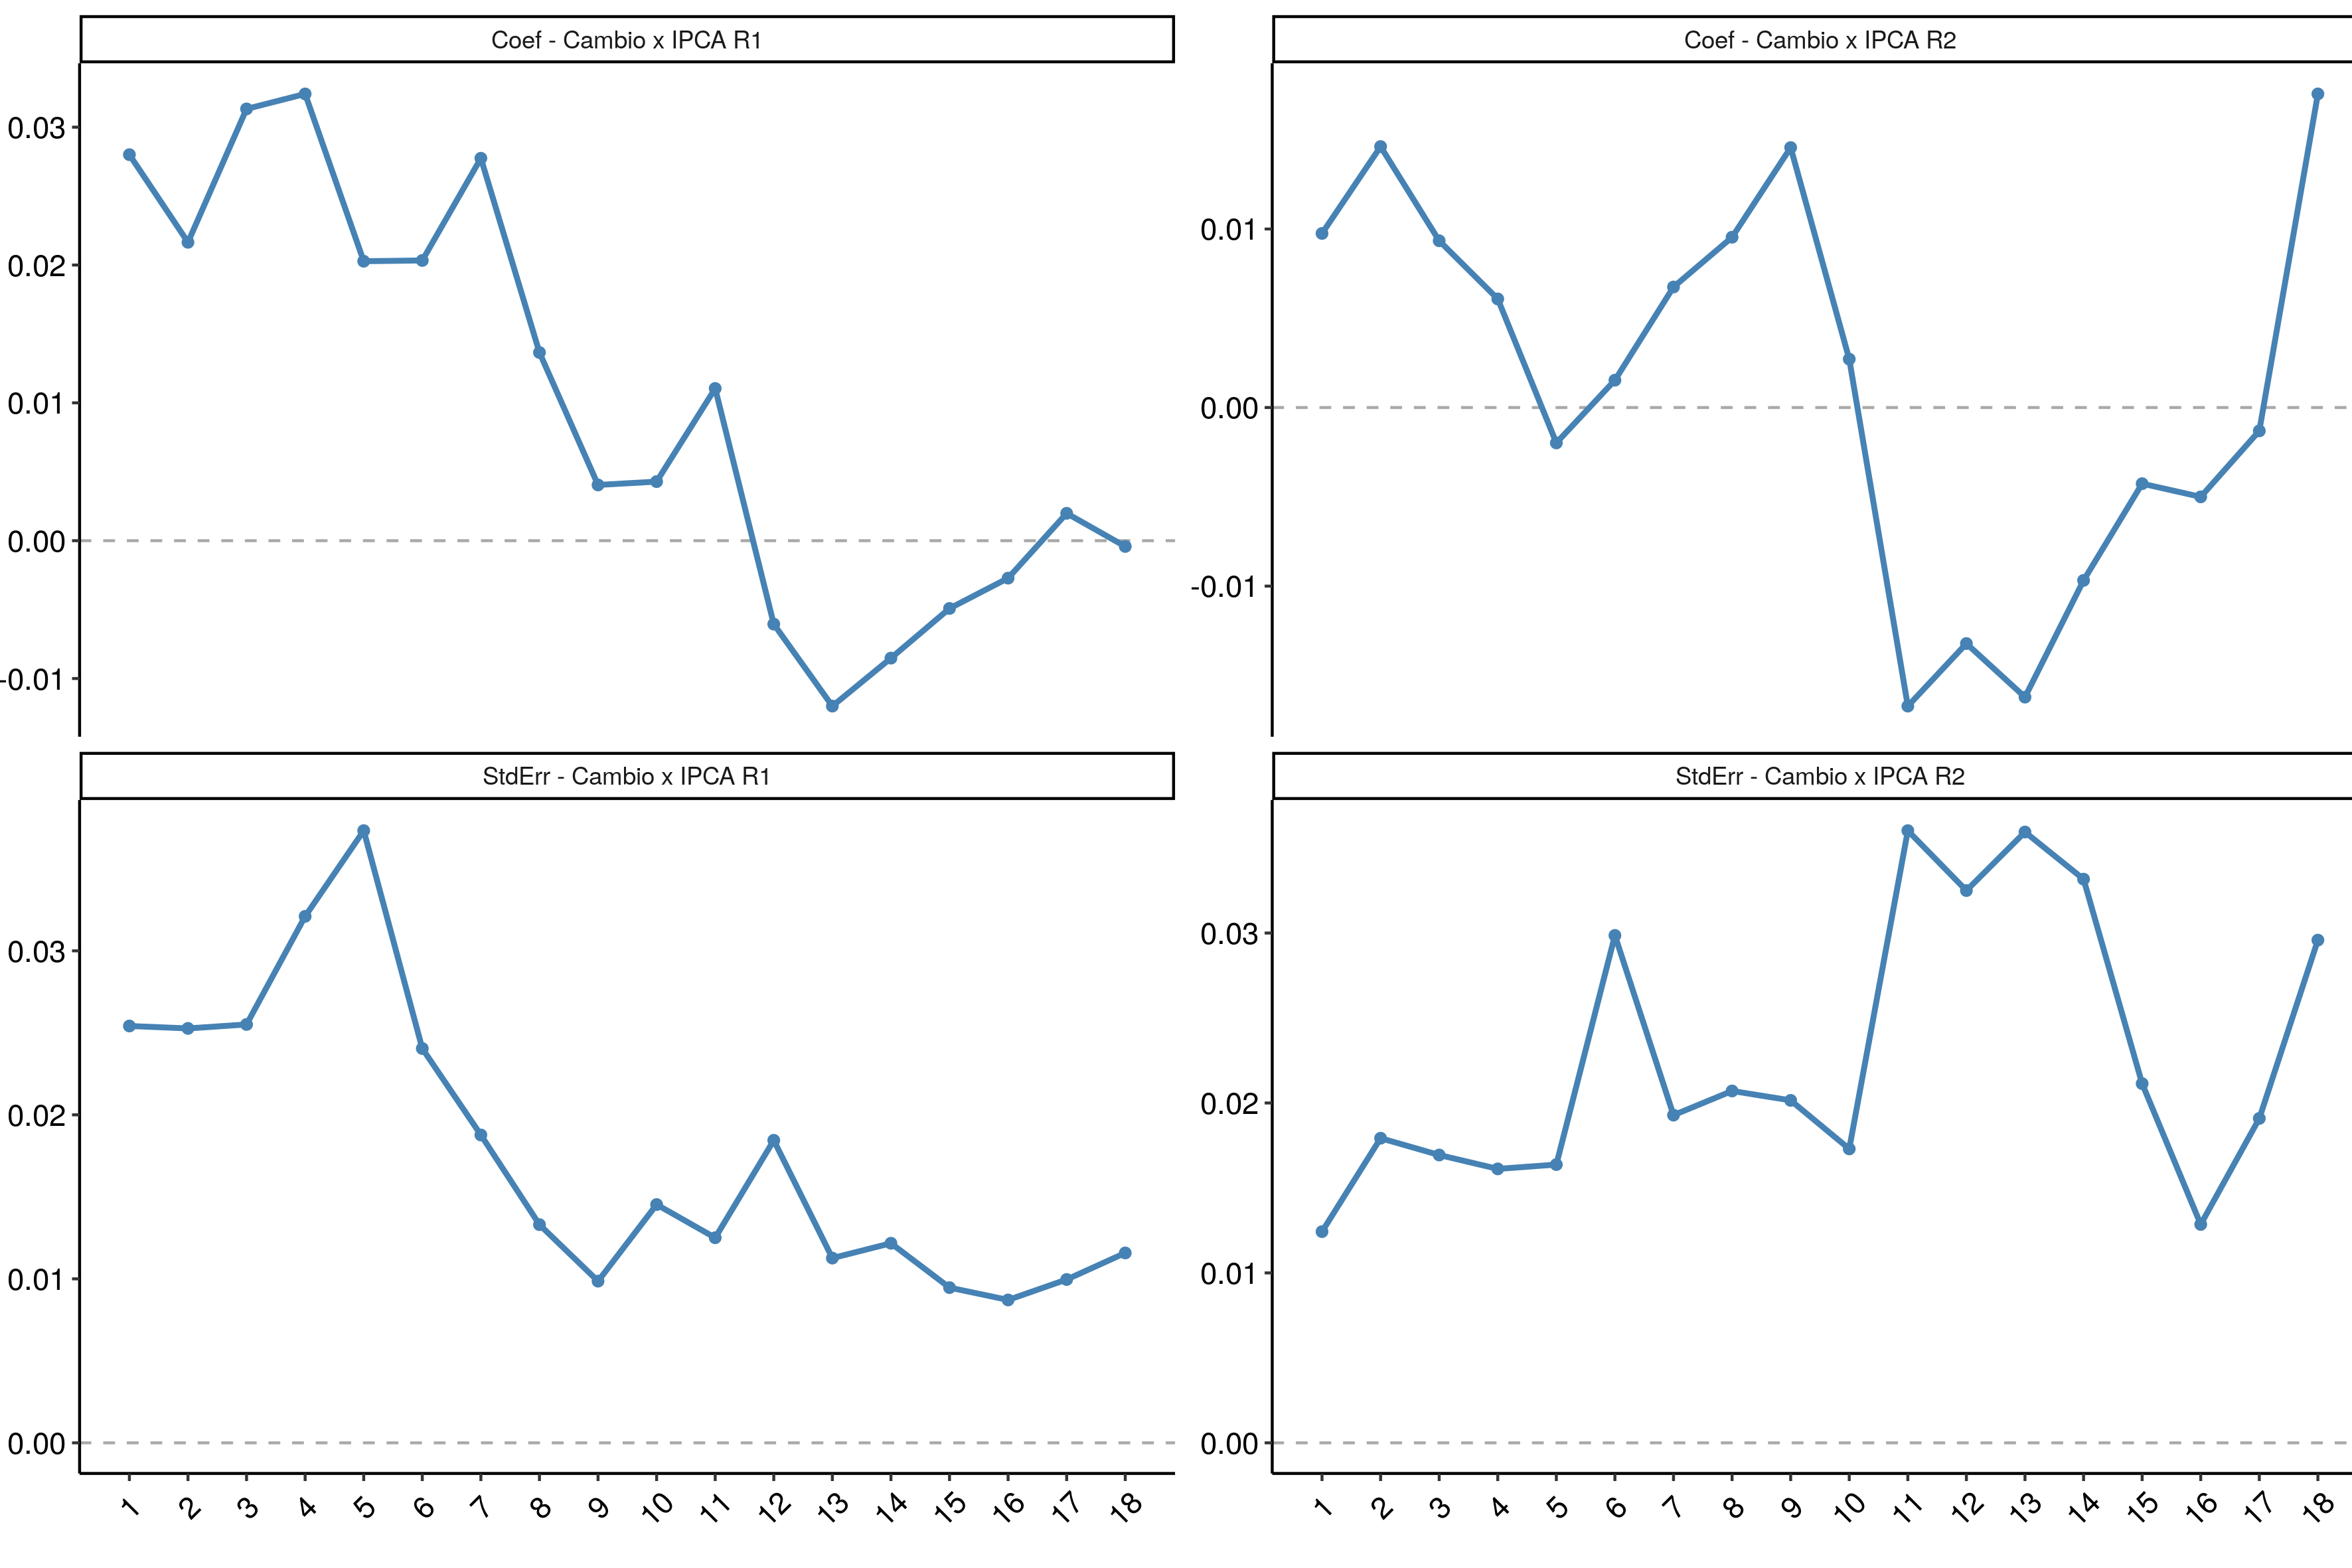 Coef - Cambio x IPCA R1
Coef - Cambio x IPCA R2
0.03
0.02
0.01
0.00
-0.01
0.01
0.00
-0.01
StdErr - Cambio x IPCA R1
StdErr - Cambio x IPCA R2
0.03
0.02
0.01
0.00
0.03
0.02
0.01
0.00
1 2 3 4 5 6 7 8 9 10 11 12 13 14 15 16 17 18
1 2 3 4 5 6 7 8 9 10 11 12 13 14 15 16 17 18